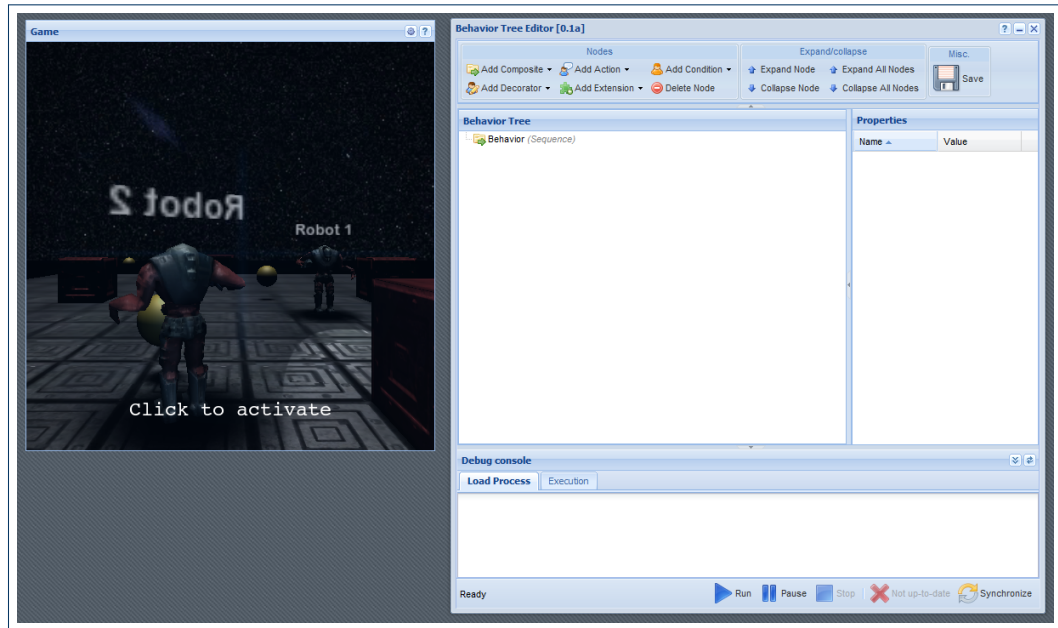 Game
Robot 2
Robot 1
Click to activate
Behavior Tree Editor [0.1a]
Nodes
Expand/collapse
Misc.
Add Composite
Add Action
Add Condition
Expand Node
Expand All Nodes
Save
Add Decorator
Add Extension
Delete Node
Collapse Node
Collapse All Nodes
Behavior Tree
Properties
Behavior (Sequence)
Name
Value
Debug console
Load Process
Execution
Ready
Run
Pause
Stop
Not up-to-date
Synchronize